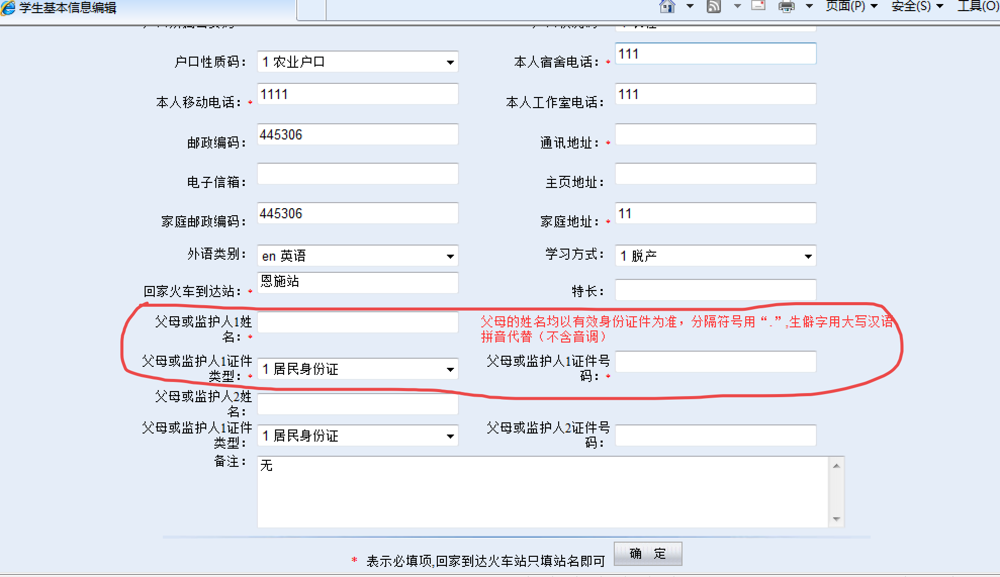 学生基本信息编辑
页面(P) 安全(S) 工具(O)
户口性质码： 1 农业户口 本人宿舍电话：* 111
本人移动电话：* 1111 本人工作室电话： 111
邮政编码： 445306 通讯地址：*
电子信箱： 主页地址：
家庭邮政编码： 445306 家庭地址：* 11
外语类别： en 英语 学习方式： 1 脱产
回家火车到达站：* 恩施站 特长：
父母或监护人1姓
名：*
父母的姓名均以有效身份证件为准，分隔符号用“.”,生僻字用大写汉语
拼音代替（不含音调）
父母或监护人1证件
类型：* 1 居民身份证
父母或监护人1证件号
码：*
父母或监护人2姓
名：
父母或监护人1证件
类型： 1 居民身份证
父母或监护人2证件号
码：
备注： 无
* 表示必填项,回家到达火车站只填站名即可 确 定